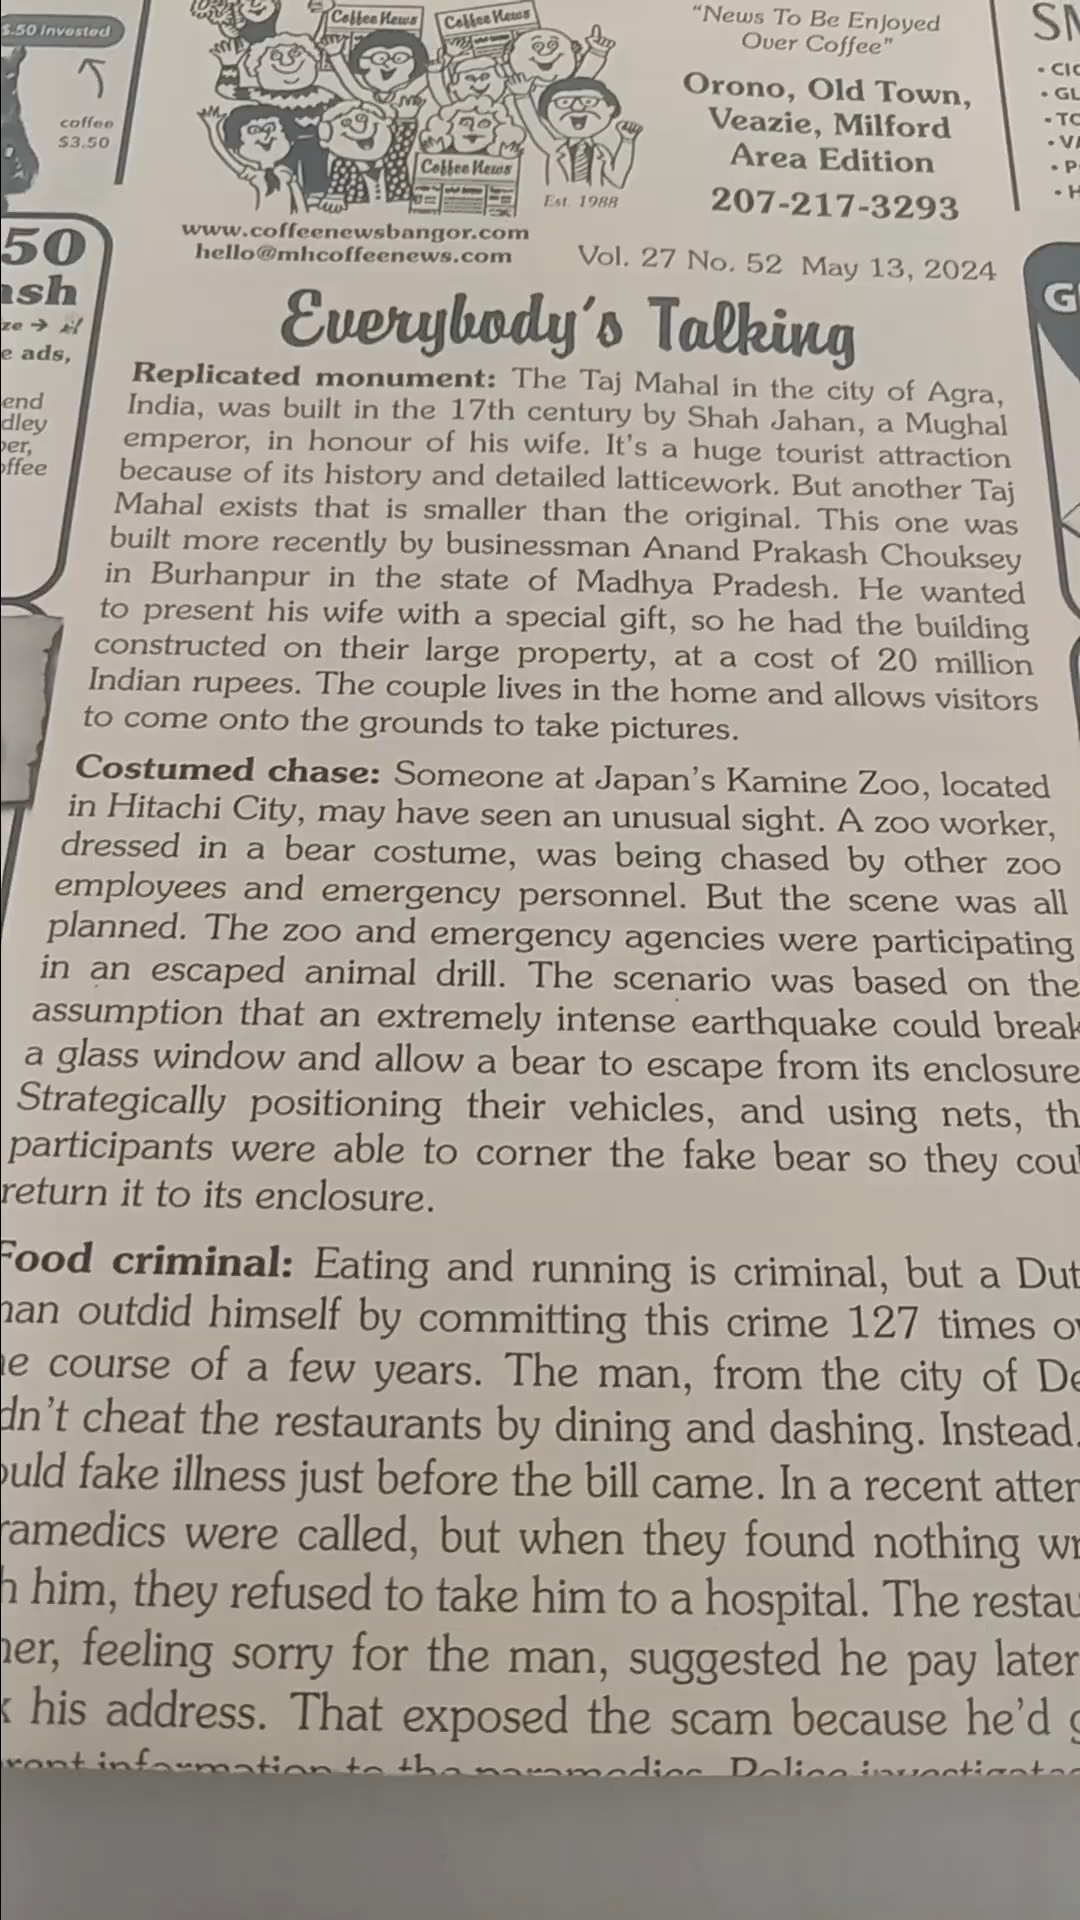 $.50 Invested
coffee
$3.50
Coffee News
Coffee News
Coffee News
Est. 1988
"News To Be Enjoyed
Over Coffee"
Orono, Old Town,
Veazie, Milford
Area Edition
207-217-3293
www.coffeenewsbangor.com
hello@mhcoffeenews.com
Vol. 27 No. 52 May 13, 2024
50
e ads,
Everybody's Talking
Replicated monument: The Taj Mahal in the city of Agra,
India, was built in the 17th century by Shah Jahan, a Mughal
emperor, in honour of his wife. It's a huge tourist attraction
because of its history and detailed latticework. But another Taj
Mahal exists that is smaller than the original. This one was
built more recently by businessman Anand Prakash Chouksey
in Burhanpur in the state of Madhya Pradesh. He wanted
to present his wife with a special gift, so he had the building
constructed on their large property, at a cost of 20 million
Indian rupees. The couple lives in the home and allows visitors
to come onto the grounds to take pictures.
Costumed chase: Someone at Japan's Kamine Zoo, located
in Hitachi City, may have seen an unusual sight. A zoo worker,
dressed in a bear costume, was being chased by other zoo
employees and emergency personnel. But the scene was all
planned. The zoo and emergency agencies were participating
in an escaped animal drill. The scenario was based on the
assumption that an extremely intense earthquake could break
a glass window and allow a bear to escape from its enclosure
Strategically positioning their vehicles, and using nets, th
participants were able to corner the fake bear so they cou
return it to its enclosure.
Food criminal: Eating and running is criminal, but a Dut
man outdid himself by committing this crime 127 times o
e course of a few years. The man, from the city of De
dn't cheat the restaurants by dining and dashing. Instead,
ould fake illness just before the bill came. In a recent atte
ramedics were called, but when they found nothing wr
h him, they refused to take him to a hospital. The restau
ner, feeling sorry for the man, suggested he pay later
his address. That exposed the scam because he'd g
rent information to the paramedics. Police investigate